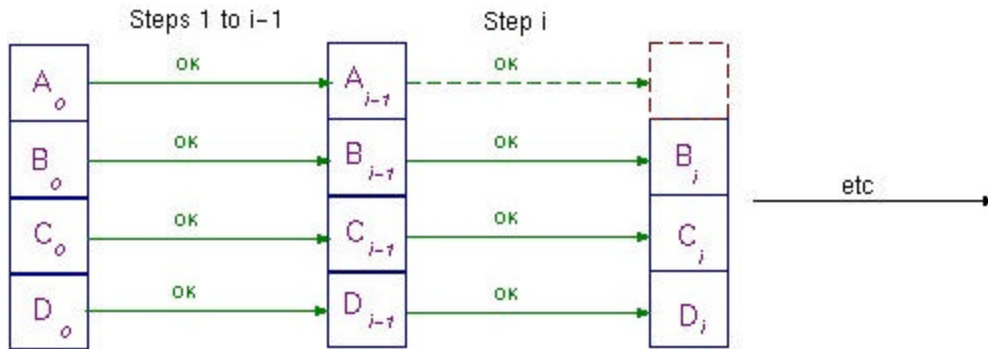 Steps 1 to i-1 Step i
OK OK
A₀ Aᵢ₋₁
OK OK
B₀ Bᵢ₋₁ Bᵢ
etc
OK OK
C₀ Cᵢ₋₁ Cᵢ
OK OK
D₀ Dᵢ₋₁ Dᵢ